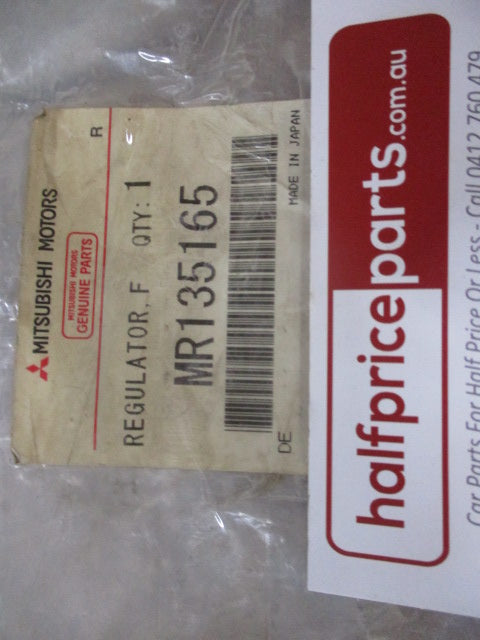 MITSUBISHI MOTORS
R
MITSUBISHI MOTORS
GENUINE PARTS
REGULATOR, F QTY: 1
MR135165
DE
MADE IN JAPAN
halfpriceparts.com.au
Car Parts For Half Price Or Less - Call 0412 760 479